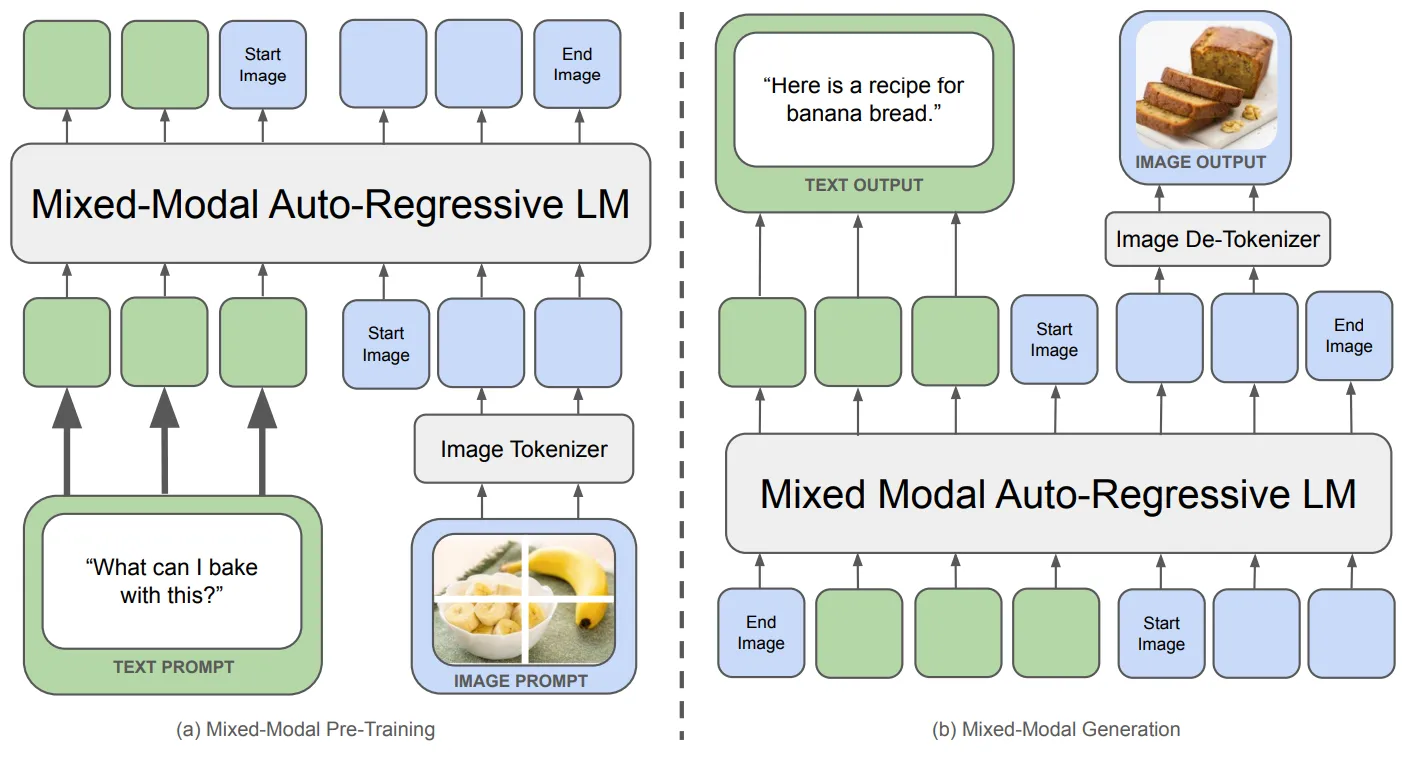 Start
Image
End
Image
Mixed-Modal Auto-Regressive LM
Start
Image
Image Tokenizer
“What can I bake
with this?”
TEXT PROMPT
IMAGE PROMPT
(a) Mixed-Modal Pre-Training
“Here is a recipe for
banana bread.”
TEXT OUTPUT
IMAGE OUTPUT
Image De-Tokenizer
Start
Image
End
Image
Mixed Modal Auto-Regressive LM
End
Image
Start
Image
(b) Mixed-Modal Generation